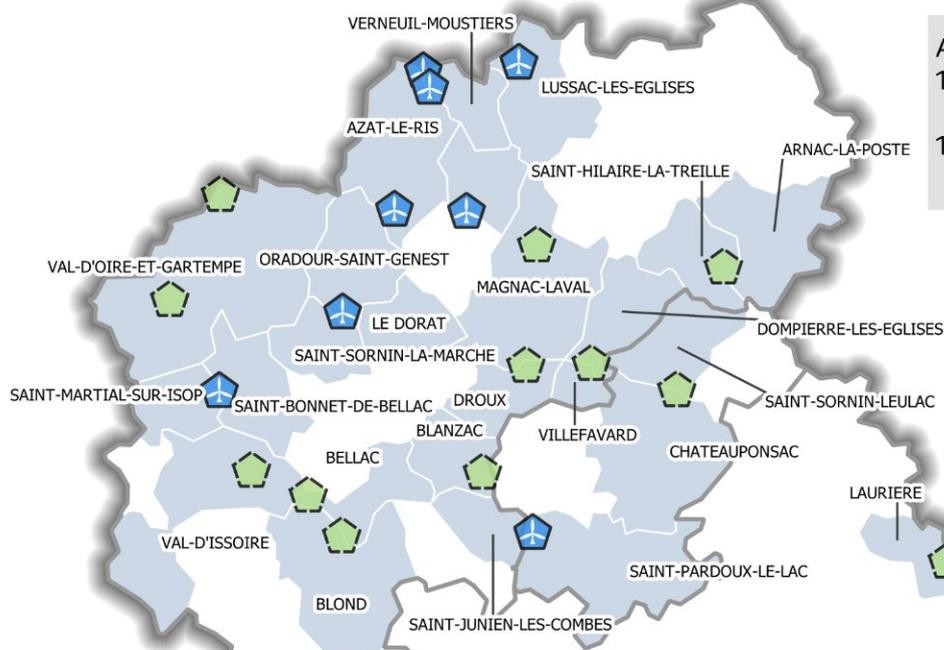 VERNEUIL-MOUSTIERS
A
1
LUSSAC-LES-EGLISES
AZAT-LE-RIS
1
ARNAC-LA-POSTE
SAINT-HILAIRE-LA-TREILLE
ORADOUR-SAINT-GENEST
VAL-D'OIRE-ET-GARTEMPE
MAGNAC-LAVAL
LE DORAT
DOMPIERRE-LES-EGLISES
SAINT-SORNIN-LA-MARCHE
SAINT-MARTIAL-SUR-ISOP
SAINT-BONNET-DE-BELLAC
DROUX
SAINT-SORNIN-LEULAC
BLANZAC
VILLEFAVARD
CHATEAUPONSAC
BELLAC
LAURIERE
VAL-D'ISSOIRE
SAINT-PARDOUX-LE-LAC
BLOND
SAINT-JUNIEN-LES-COMBES